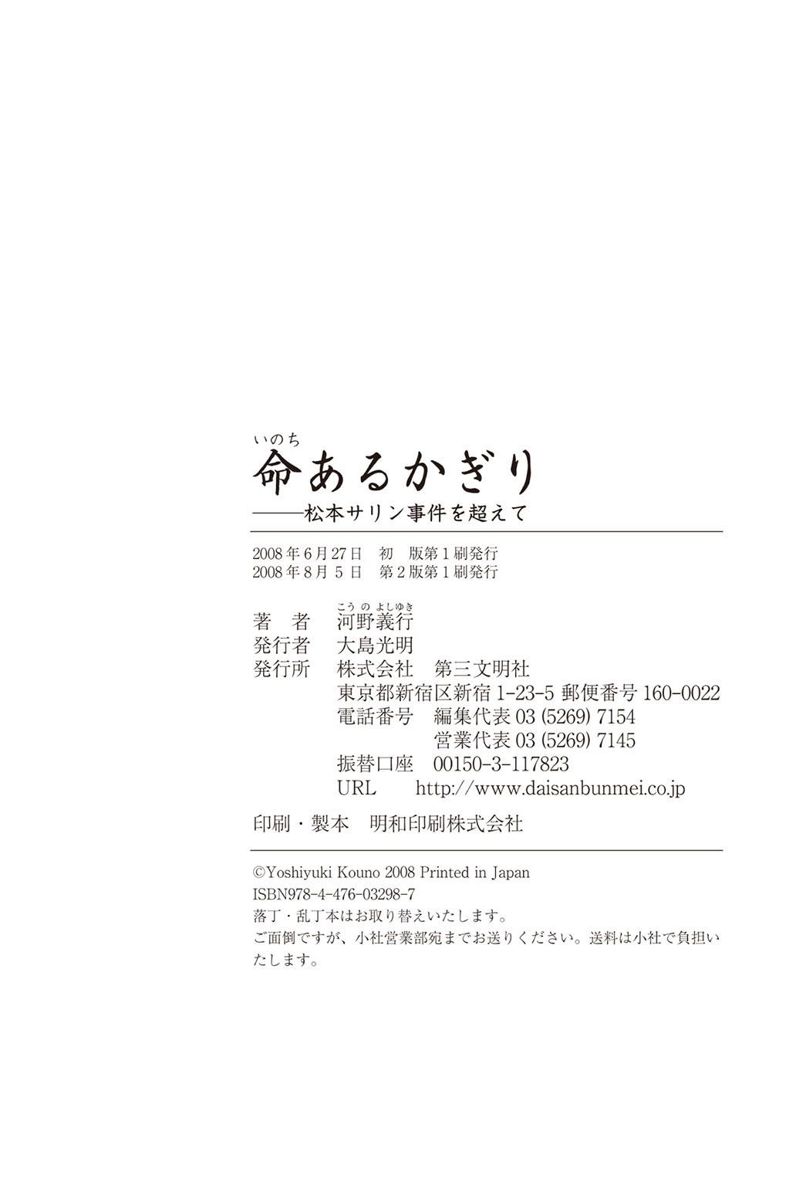 いのち
命あるかぎり
――松本サリン事件を超えて
2008年6月27日　初　版第1刷発行
2008年8月5日　第2版第1刷発行
こうのよしゆき
著　者　河野義行
発行者　大島光明
発行所　株式会社　第三文明社
東京都新宿区新宿1-23-5 郵便番号160-0022
電話番号　編集代表03 (5269) 7154
営業代表03 (5269) 7145
振替口座　00150-3-117823
URL　http://www.daisanbunmei.co.jp
印刷・製本　明和印刷株式会社
©Yoshiyuki Kouno 2008 Printed in Japan
ISBN978-4-476-03298-7
落丁・乱丁本はお取り替えいたします。
ご面倒ですが、小社営業部宛までお送りください。送料は小社で負担い
たします。